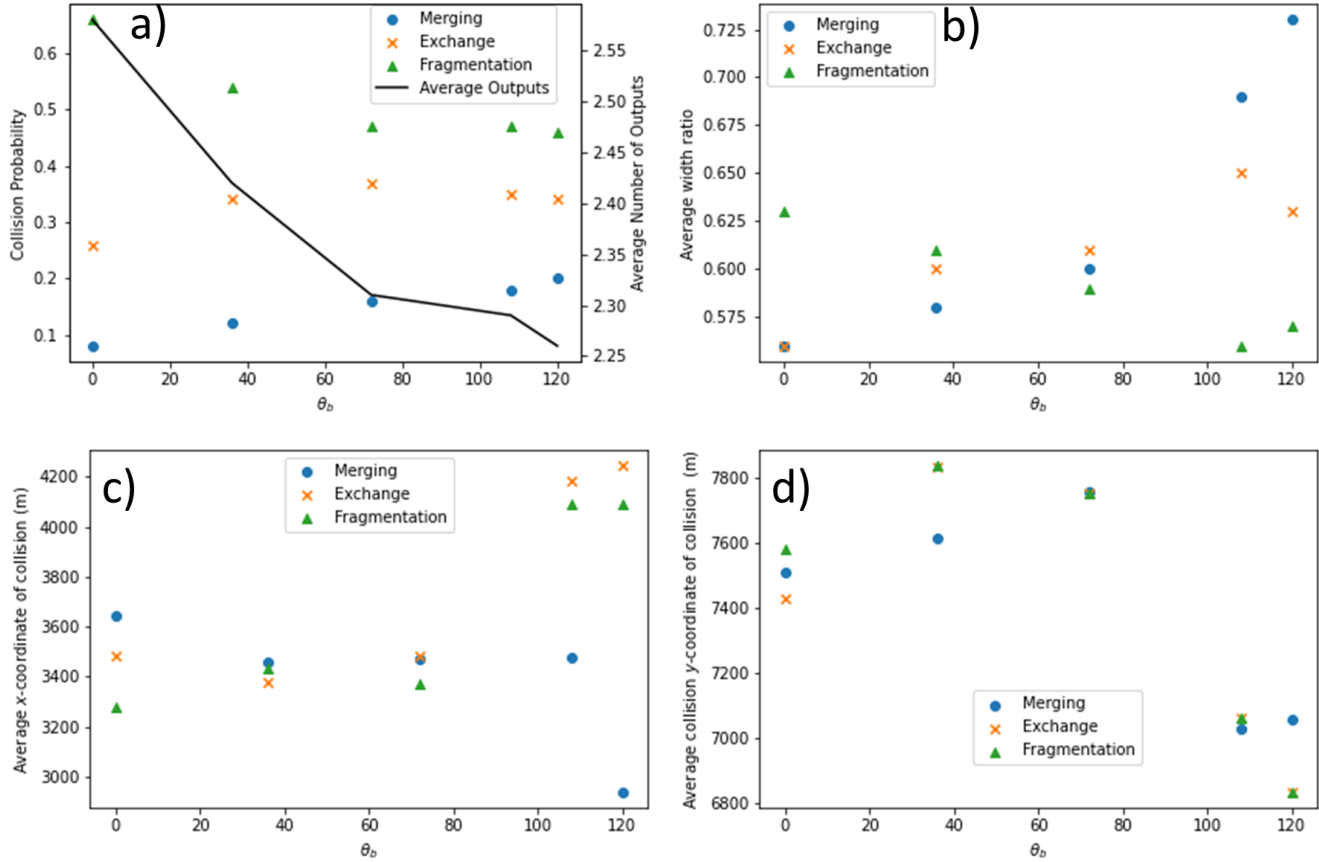 a)
Merging
Exchange
Fragmentation
Average Outputs
Collision Probability
0.6
0.5
0.4
0.3
0.2
0.1
2.55
2.50
2.45
2.40
2.35
2.30
2.25
Average Number of Outputs
0 20 40 60 80 100 120
θb
b)
Merging
Exchange
Fragmentation
Average width ratio
0.725
0.700
0.675
0.650
0.625
0.600
0.575
0 20 40 60 80 100 120
θb
c)
Merging
Exchange
Fragmentation
Average x-coordinate of collision (m)
4200
4000
3800
3600
3400
3200
3000
0 20 40 60 80 100 120
θb
d)
Merging
Exchange
Fragmentation
Average collision y-coordinate of collision (m)
7800
7600
7400
7200
7000
6800
0 20 40 60 80 100 120
θb